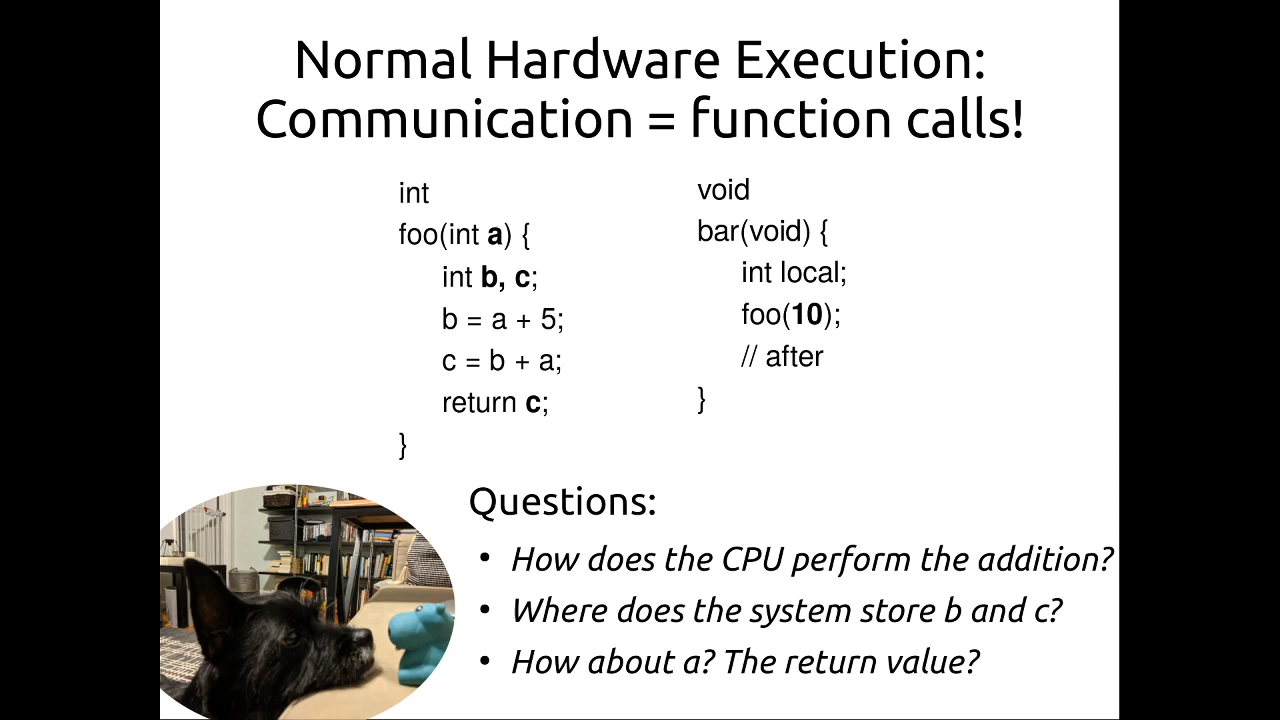 Normal Hardware Execution:
Communication = function calls!
int
foo(int a) {
int b, c;
b = a + 5;
c = b + a;
return c;
}
void
bar(void) {
int local;
foo(10);
// after
}
Questions:
• How does the CPU perform the addition?
• Where does the system store b and c?
• How about a? The return value?